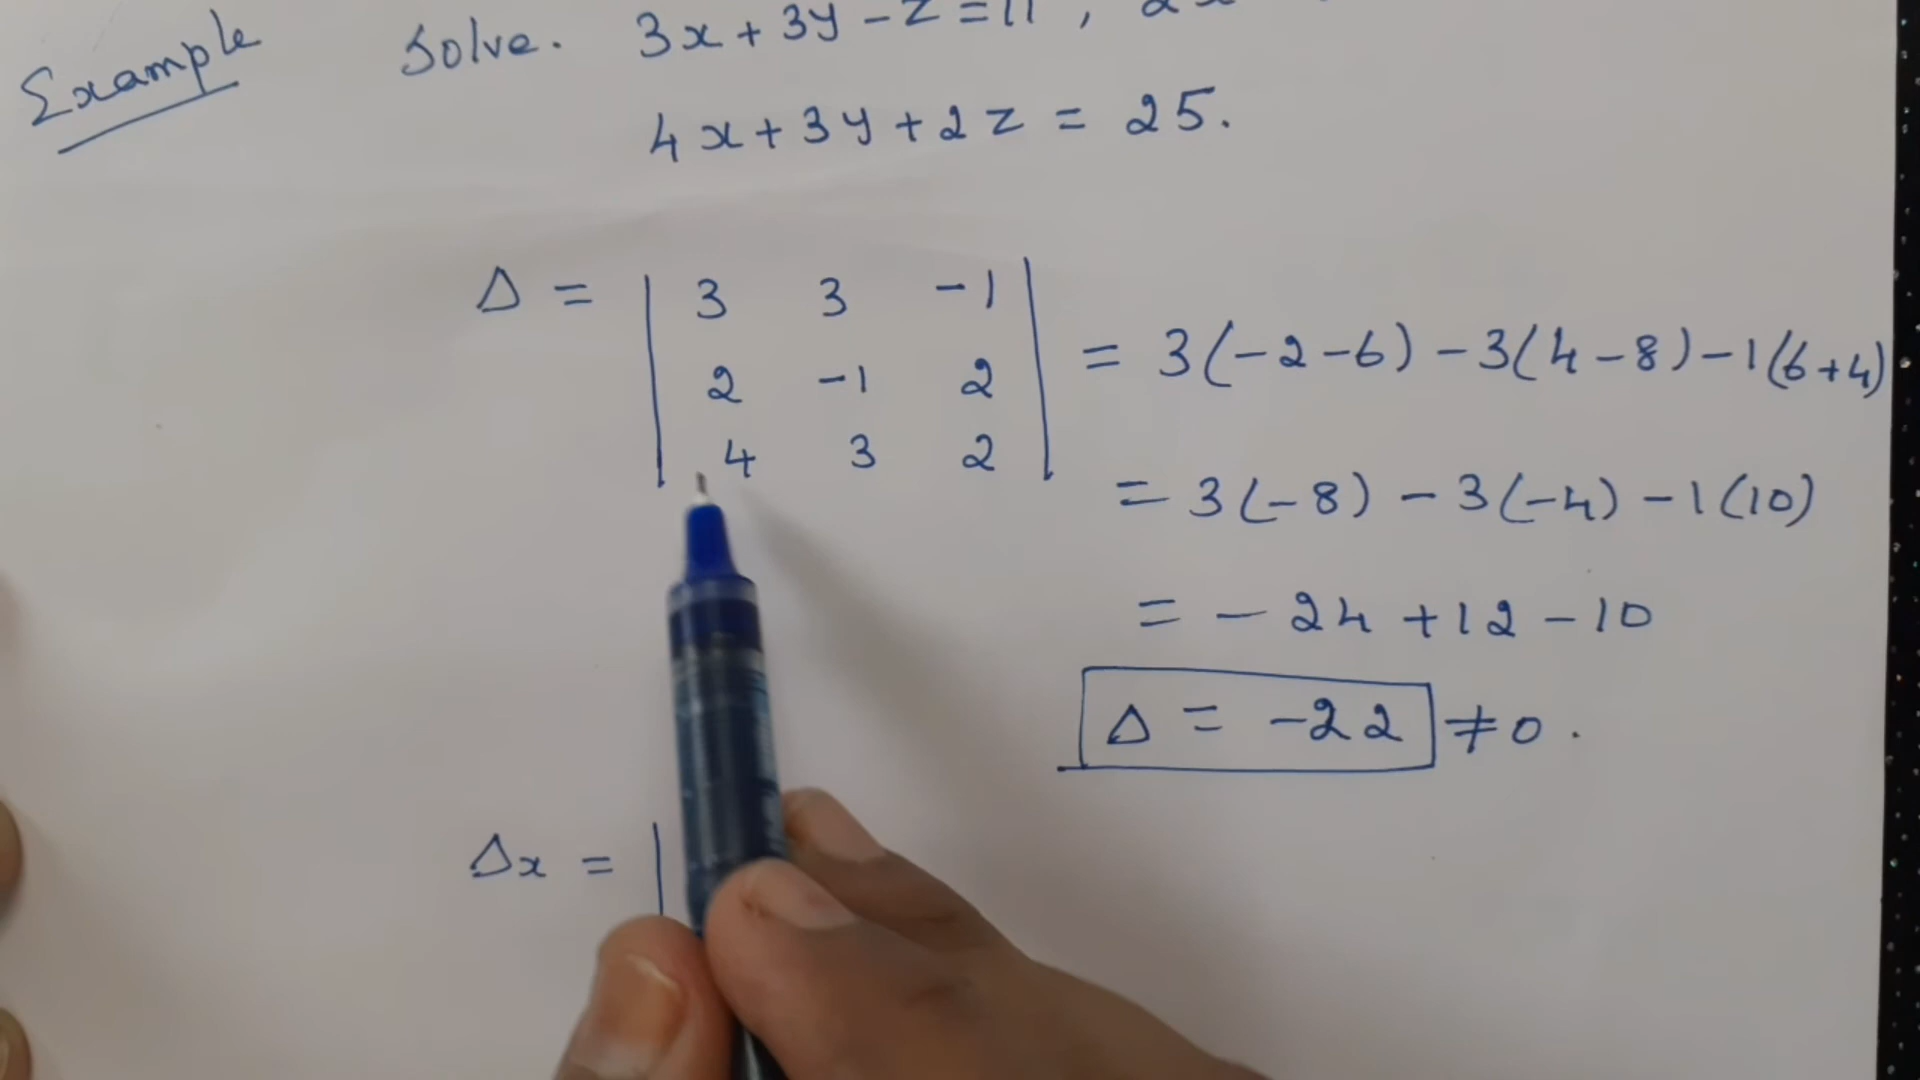 Example Solve. 3x + 3y - z = 11 ,
4x + 3y + 2z = 25.
Δ = | 3 3 -1 |
| 2 -1 2 | = 3(-2-6) -3(4-8) -1(6+4)
| 4 3 2 |
= 3(-8) - 3(-4) - 1(10)
= - 24 + 12 - 10
Δ = -22 ≠ 0 .
Δx = |